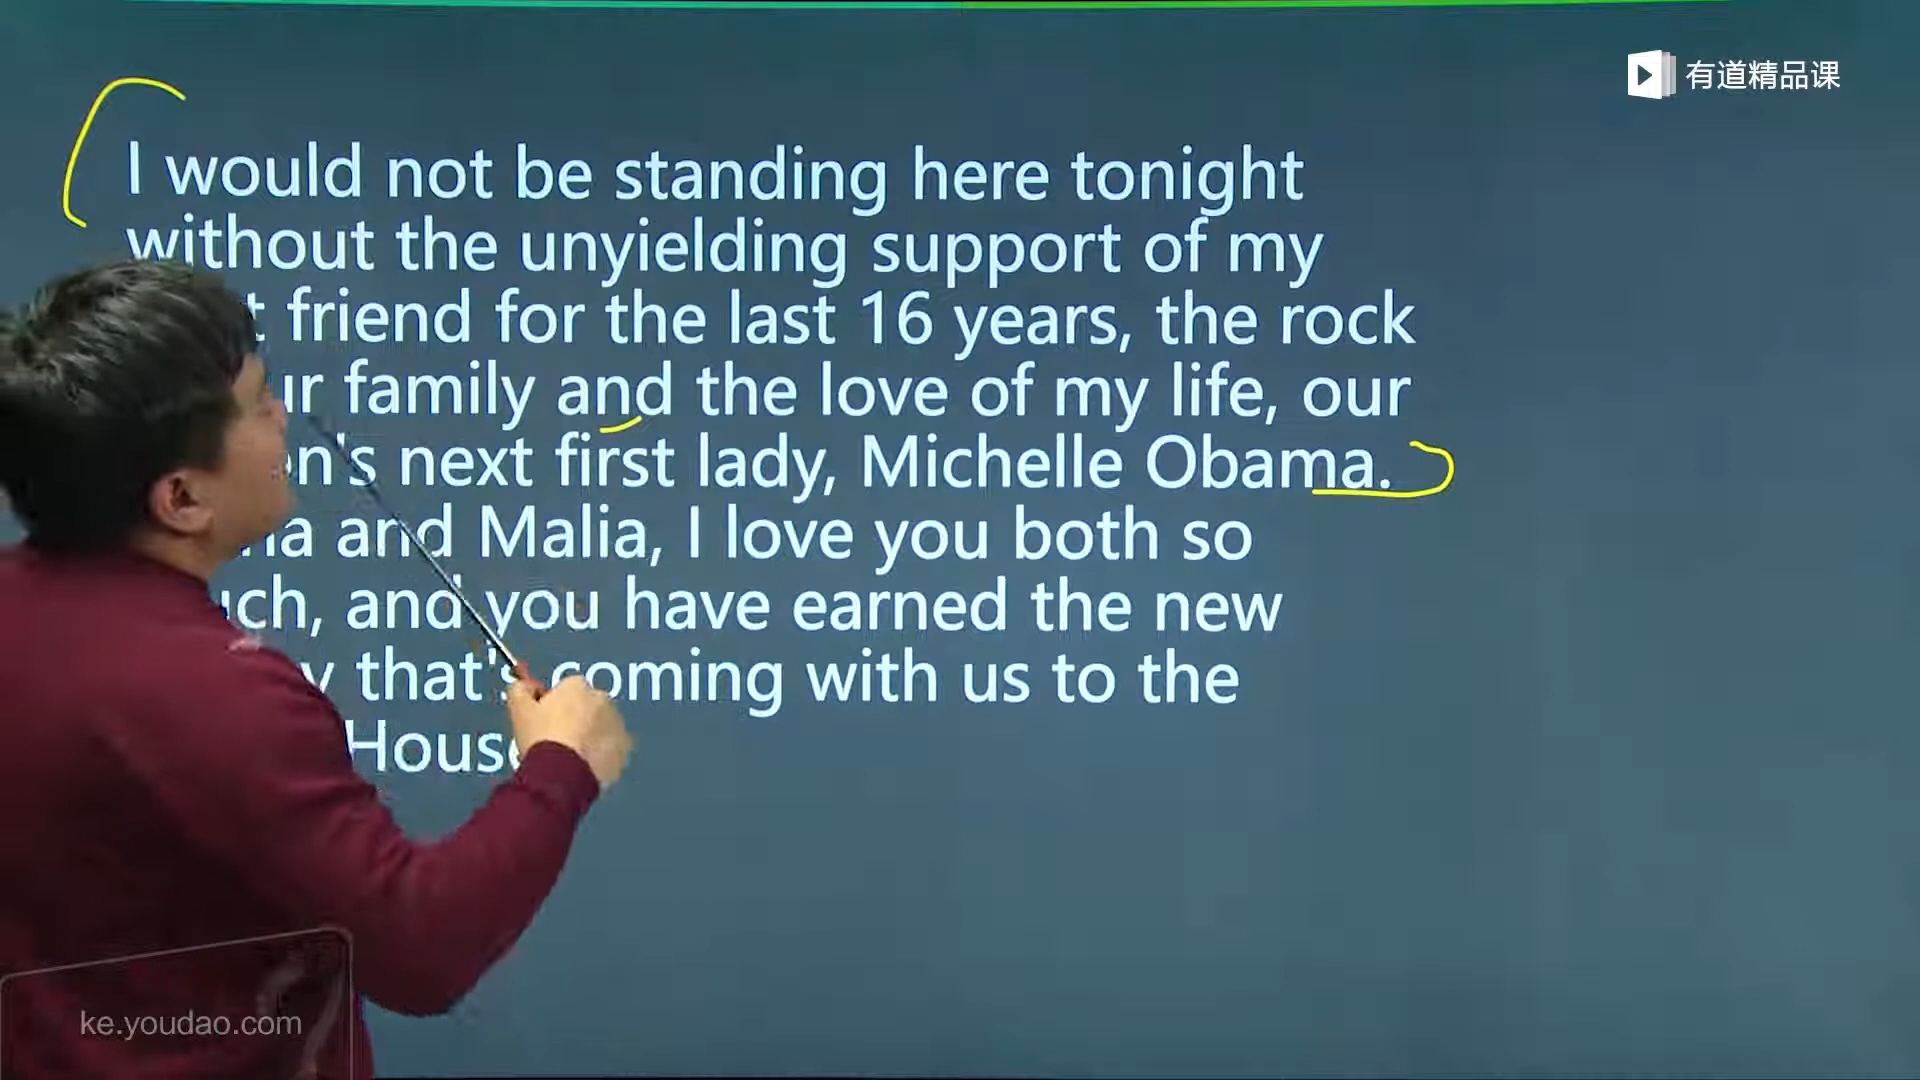 有道精品课
I would not be standing here tonight
without the unyielding support of my
friend for the last 16 years, the rock
family and the love of my life, our
next first lady, Michelle Obama.
and Malia, I love you both so
and you have earned the new
that's coming with us to the
House
ke.youdao.com